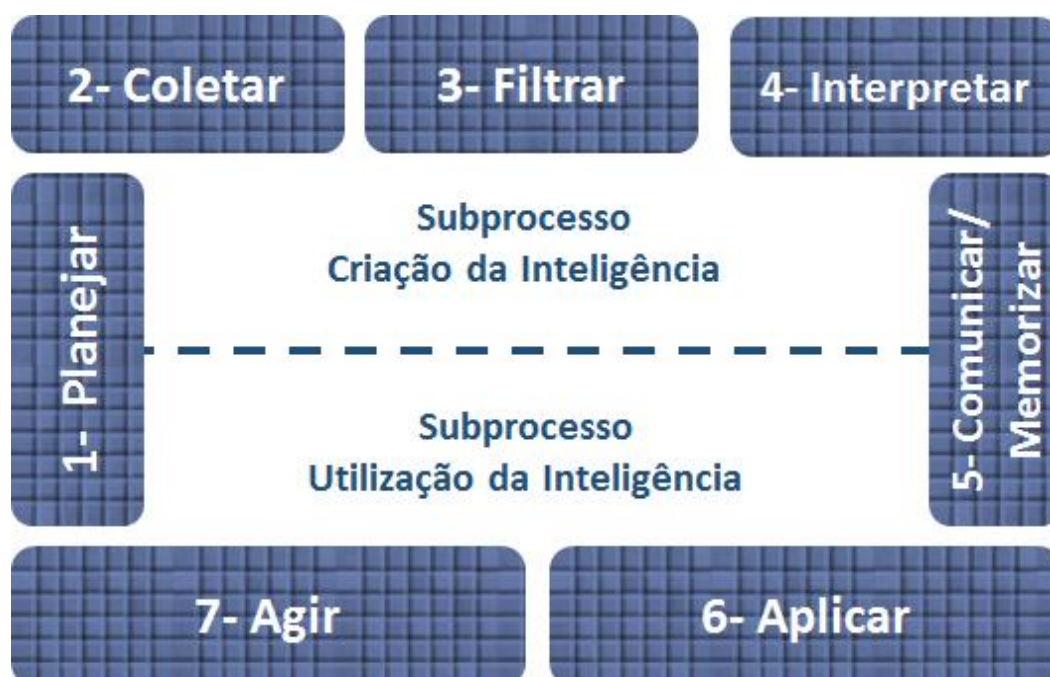 2- Coletar
3- Filtrar
4- Interpretar
1- Planejar
Subprocesso
Criação da Inteligência
5- Comunicar/
Memorizar
Subprocesso
Utilização da Inteligência
7- Agir
6- Aplicar